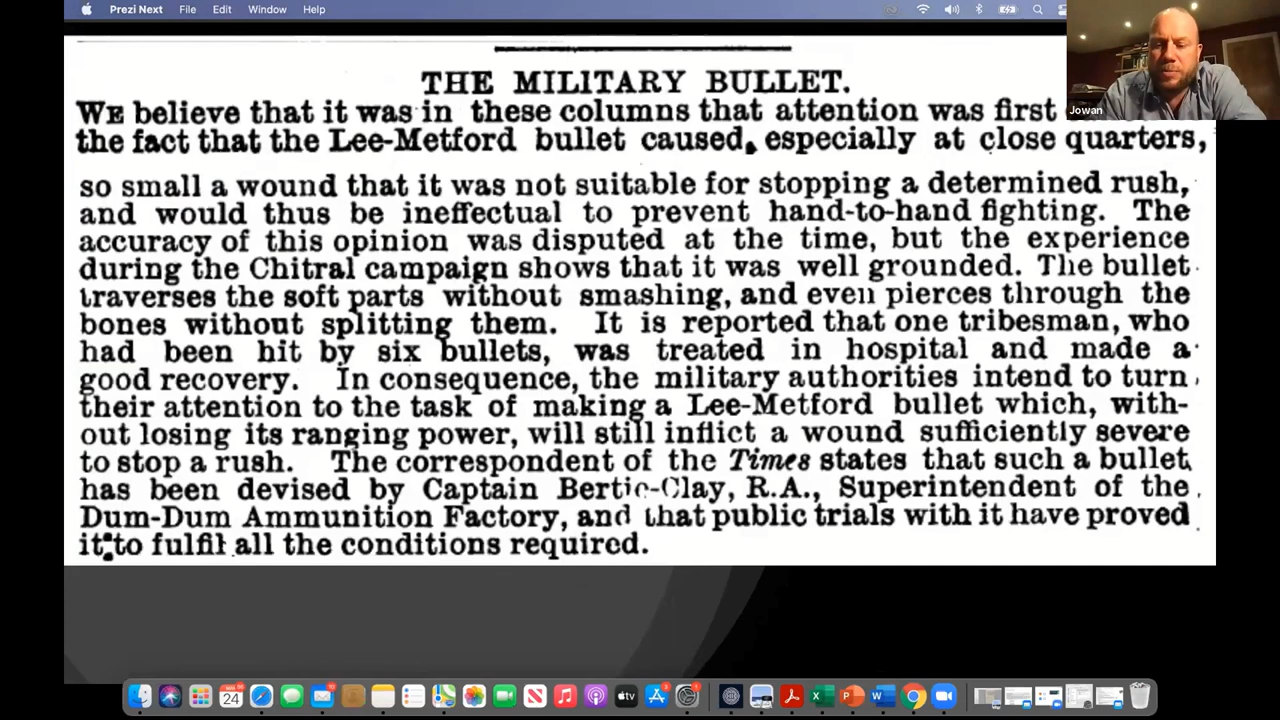 Prezi Next File Edit Window Help
Jowan
THE MILITARY BULLET.
WE believe that it was in these columns that attention was first
the fact that the Lee-Metford bullet caused, especially at close quarters,
so small a wound that it was not suitable for stopping a determined rush,
and would thus be ineffectual to prevent hand-to-hand fighting. The
accuracy of this opinion was disputed at the time, but the experience
during the Chitral campaign shows that it was well grounded. The bullet
traverses the soft parts without smashing, and even pierces through the
bones without splitting them. It is reported that one tribesman, who
had been hit by six bullets, was treated in hospital and made a
good recovery. In consequence, the military authorities intend to turn
their attention to the task of making a Lee-Metford bullet which, with-
out losing its ranging power, will still inflict a wound sufficiently severe
to stop a rush. The correspondent of the Times states that such a bullet
has been devised by Captain Bertie-Clay, R.A., Superintendent of the
Dum-Dum Ammunition Factory, and that public trials with it have proved
it to fulfil all the conditions required.
24
tv